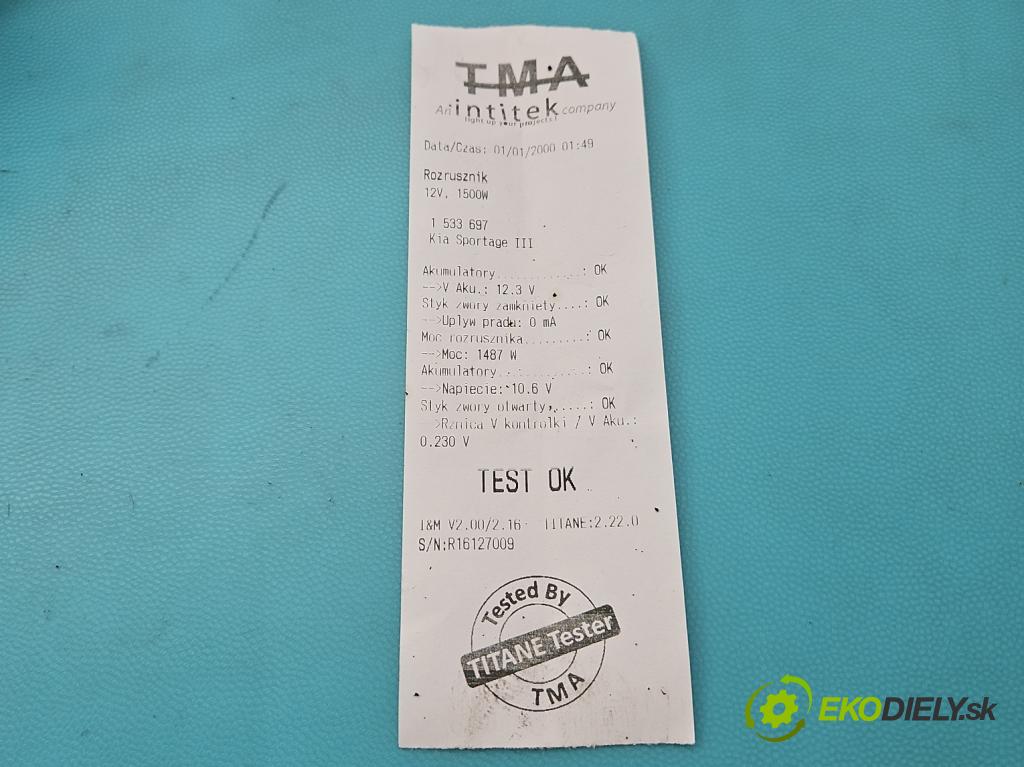 TMA
An intitek company
light up your projects!
Data/Czas: 01/01/2000 01:49
Rozrusznik
12V, 1500W
1 533 697
Kia Sportage III
Akumulatory...........: OK
-->V Aku.: 12.3 V
Styk zwory zamkniety....: OK
-->Uplyw pradu: 0 mA
Moc rozrusznika.........: OK
-->Moc: 1487 W
Akumulatory...........: OK
-->Napiecie: 10.6 V
Styk zwory otwarty......: OK
-->Rznica V kontrolki / V Aku.:
0.230 V
TEST OK
I&M V2.00/2.16 TITANE:2.22.0
S/N:R16127009
Tested By
TITANE Tester
TMA
EKODIELY.sk